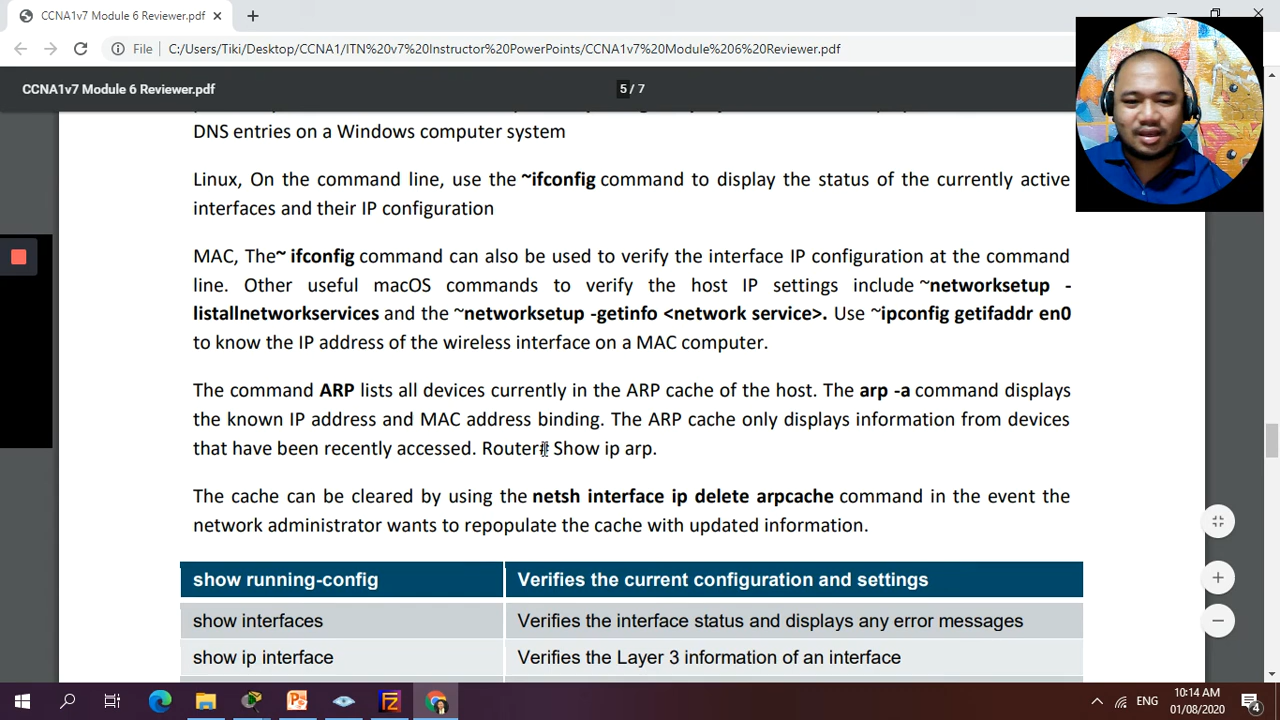 CCNA1v7 Module 6 Reviewer.pdf
File
C:/Users/Tiki/Desktop/CCNA1/ITN%20v7%20Instructor%20PowerPoints/CCNA1v7%20Module%206%20Reviewer.pdf
CCNA1v7 Module 6 Reviewer.pdf
5 / 7
DNS entries on a Windows computer system
Linux, On the command line, use the ~ifconfig command to display the status of the currently active
interfaces and their IP configuration
MAC, The~ ifconfig command can also be used to verify the interface IP configuration at the command
line. Other useful macOS commands to verify the host IP settings include ~networksetup -
listallnetworkservices and the ~networksetup -getinfo <network service>. Use ~ipconfig getifaddr en0
to know the IP address of the wireless interface on a MAC computer.
The command ARP lists all devices currently in the ARP cache of the host. The arp -a command displays
the known IP address and MAC address binding. The ARP cache only displays information from devices
that have been recently accessed. Router# Show ip arp.
The cache can be cleared by using the netsh interface ip delete arpcache command in the event the
network administrator wants to repopulate the cache with updated information.
show running-config Verifies the current configuration and settings
show interfaces Verifies the interface status and displays any error messages
show ip interface Verifies the Layer 3 information of an interface
ENG
10:14 AM
01/08/2020
4